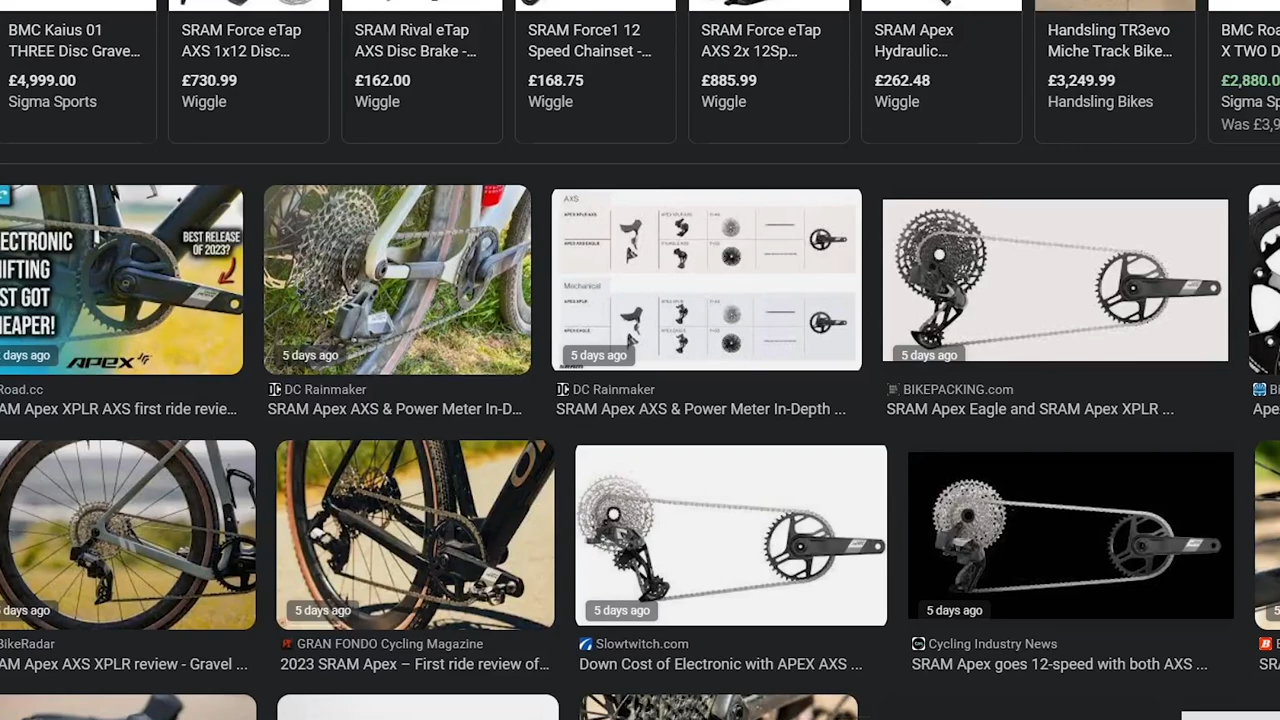 BMC Kaius 01
THREE Disc Grave...
£4,999.00
Sigma Sports
SRAM Force eTap
AXS 1x12 Disc...
£730.99
Wiggle
SRAM Rival eTap
AXS Disc Brake -...
£162.00
Wiggle
SRAM Force1 12
Speed Chainset -...
£168.75
Wiggle
SRAM Force eTap
AXS 2x 12Sp...
£885.99
Wiggle
SRAM Apex
Hydraulic...
£262.48
Wiggle
Handsling TR3evo
Miche Track Bike...
£3,249.99
Handsling Bikes
BMC Roa
X TWO D
£2,880.0
Sigma Sp
Was £3,9
ECTRONIC
IFTING
ST GOT
EAPER!
BEST RELEASE
OF 2023?
APEX
days ago
Road.cc
AM Apex XPLR AXS first ride revie...
5 days ago
DC Rainmaker
SRAM Apex AXS & Power Meter In-D...
AXS
Mechanical
5 days ago
DC Rainmaker
SRAM Apex AXS & Power Meter In-Depth ...
5 days ago
BIKEPACKING.com
SRAM Apex Eagle and SRAM Apex XPLR ...
Ape
days ago
BikeRadar
AM Apex AXS XPLR review - Gravel ...
5 days ago
GRAN FONDO Cycling Magazine
2023 SRAM Apex – First ride review of...
5 days ago
Slowtwitch.com
Down Cost of Electronic with APEX AXS ...
5 days ago
Cycling Industry News
SRAM Apex goes 12-speed with both AXS ...
SR